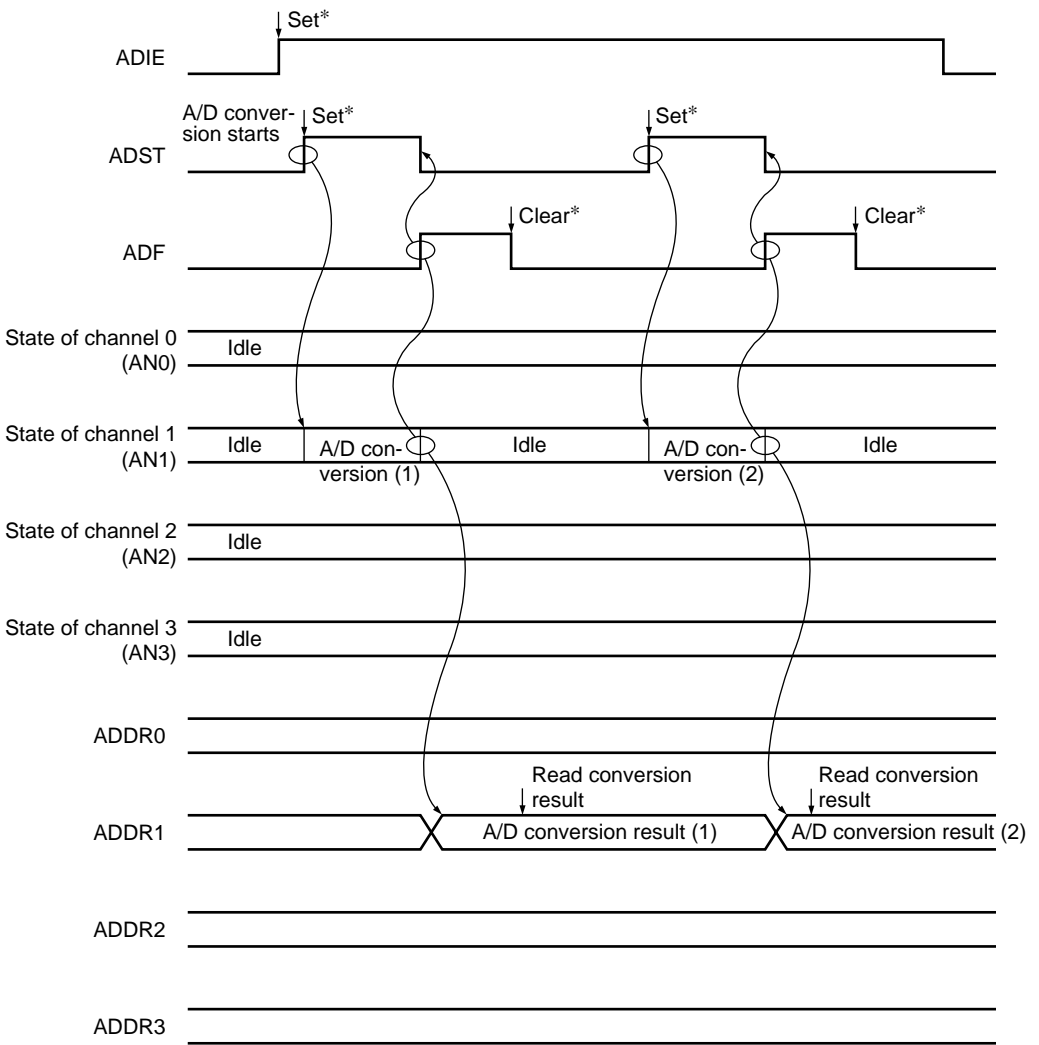 Set*
ADIE
A/D conver-
sion starts
Set*
Set*
ADST
Clear*
Clear*
ADF
State of channel 0
(AN0)
Idle
State of channel 1
(AN1)
Idle
A/D con-
version (1)
Idle
A/D con-
version (2)
Idle
State of channel 2
(AN2)
Idle
State of channel 3
(AN3)
Idle
ADDR0
Read conversion
result
Read conversion
result
ADDR1
A/D conversion result (1)
A/D conversion result (2)
ADDR2
ADDR3